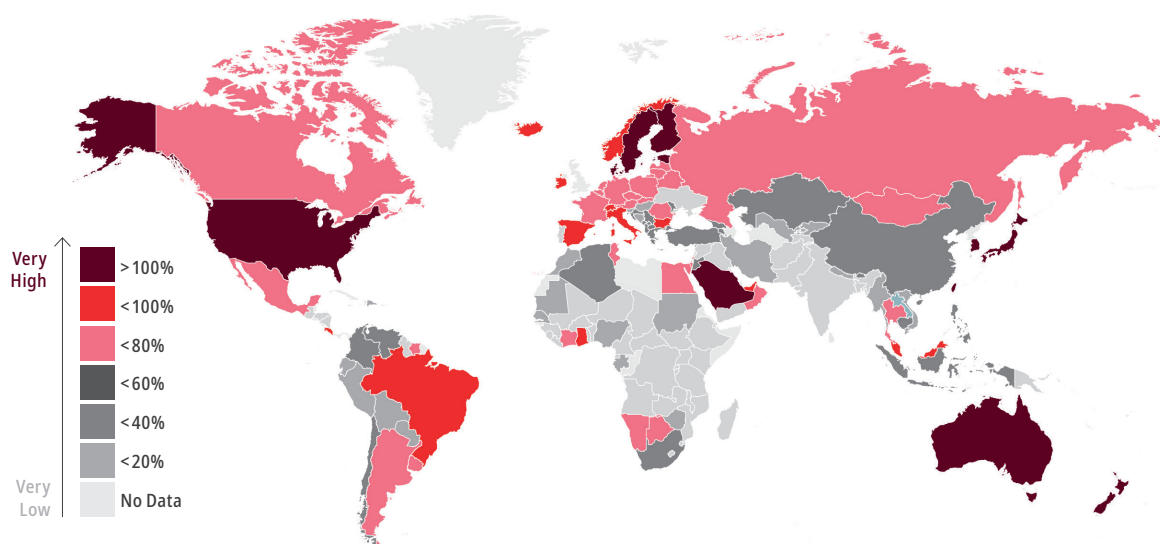 Very
High
>100%
<100%
<80%
<60%
<40%
<20%
Very
Low
No Data